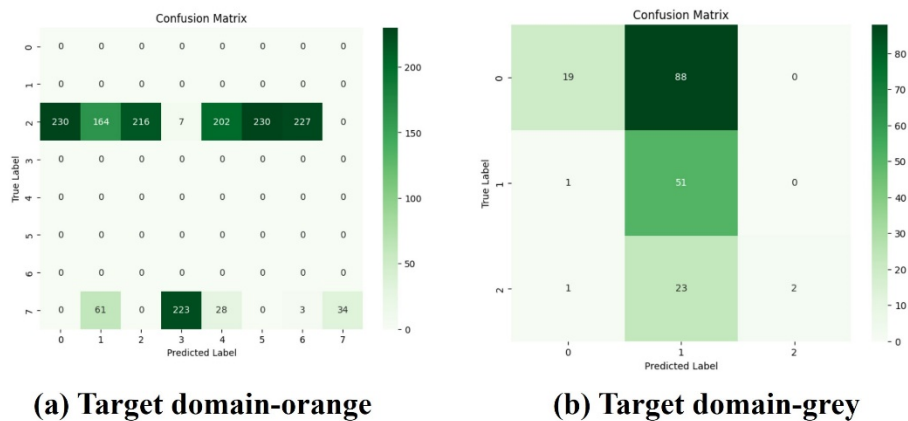 Confusion Matrix
0 0 0 0 0 0 0 0 0
1 0 0 0 0 0 0 0 0
2 230 164 216 7 202 230 227 0
3 0 0 0 0 0 0 0 0
4 0 0 0 0 0 0 0 0
5 0 0 0 0 0 0 0 0
6 0 0 0 0 0 0 0 0
7 0 61 0 223 28 0 3 34
0 1 2 3 4 5 6 7
True Label
Predicted Label
200
150
100
50
0
(a) Target domain-orange
Confusion Matrix
0 19 88 0
1 1 51 0
2 1 23 2
0 1 2
True Label
Predicted Label
80
70
60
50
40
30
20
10
0
(b) Target domain-grey